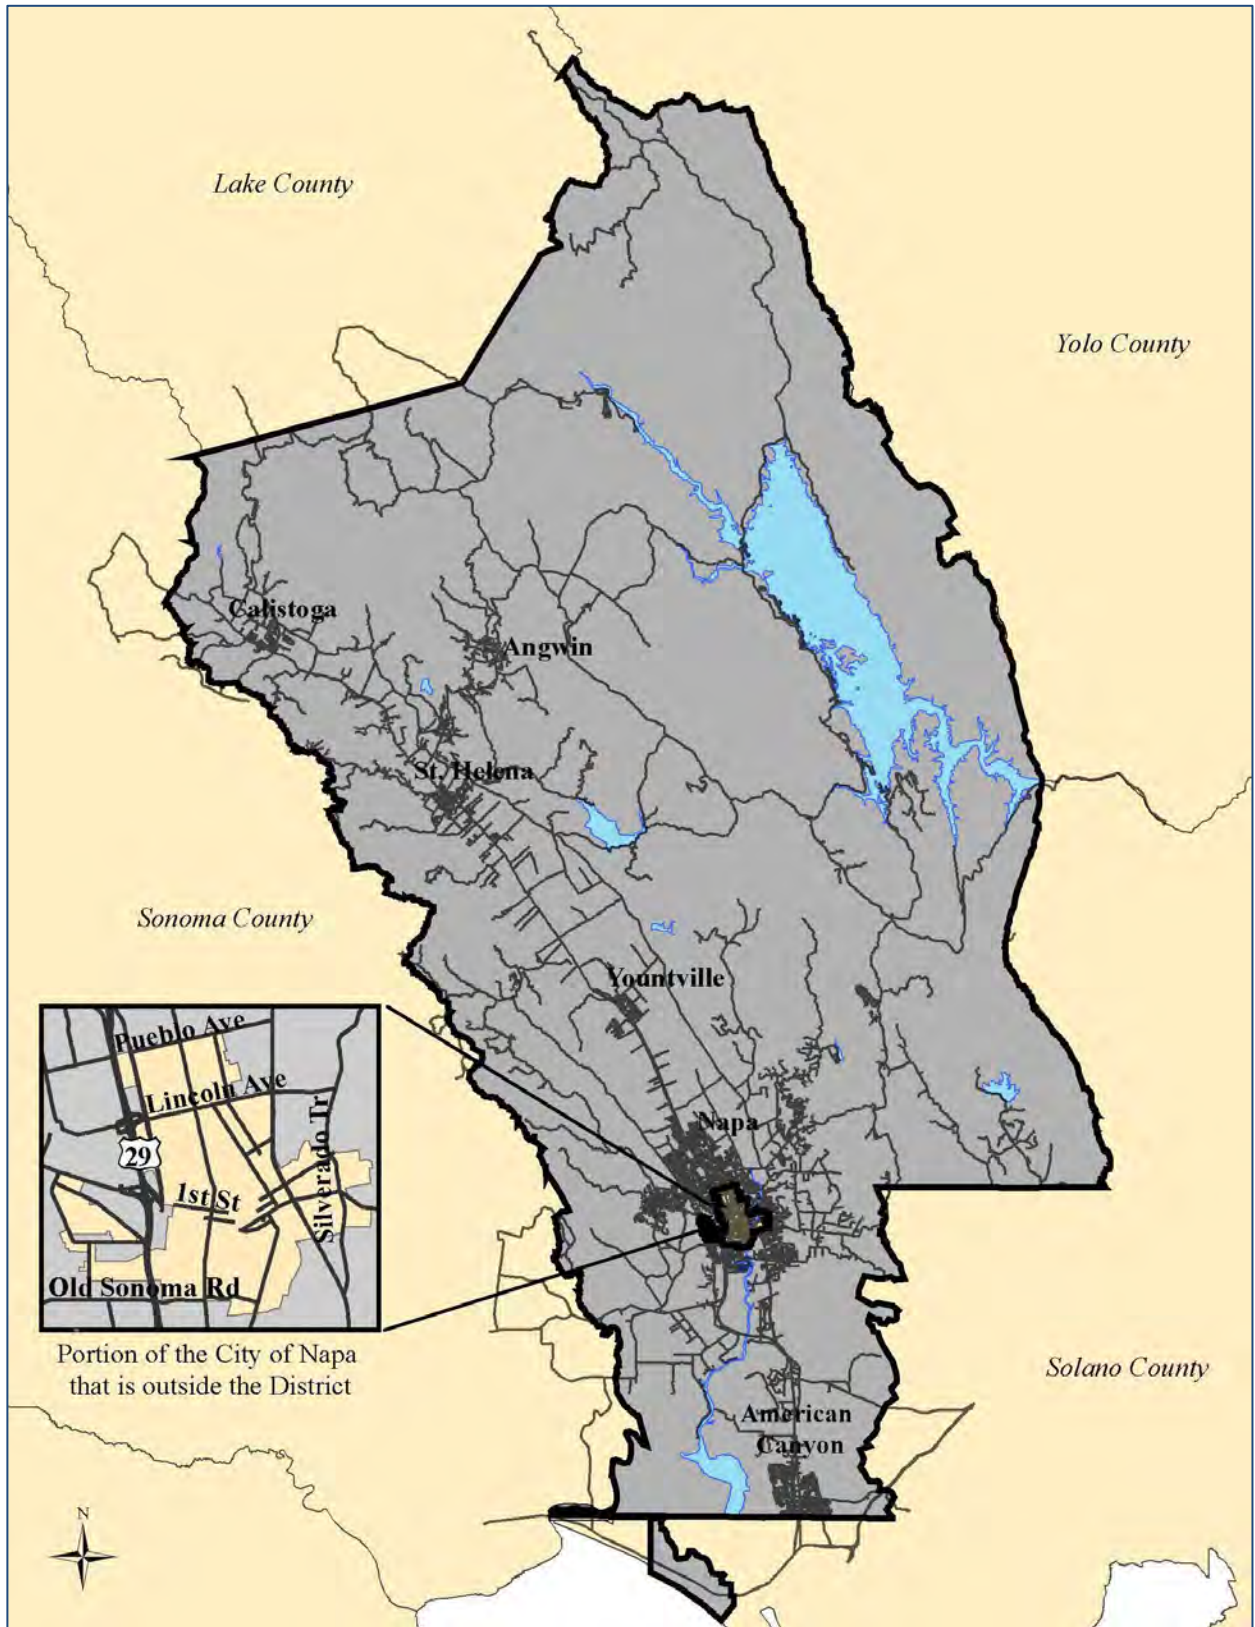 Lake County
Yolo County
Calistoga
Angwin
St. Helena
Sonoma County
Yountville
Napa
Pueblo Ave
Lincoln Ave
29
1st St
Silverado Tr
Old Sonoma Rd
Portion of the City of Napa
that is outside the District
Solano County
American
Canyon
N